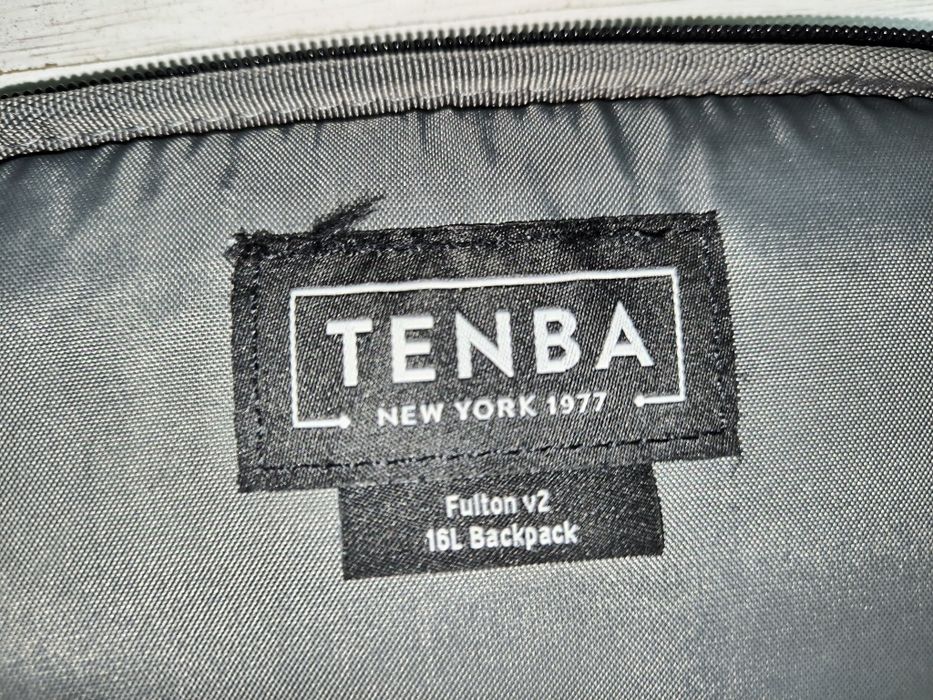 TENBA
NEW YORK 1977
Fulton v2
16L Backpack